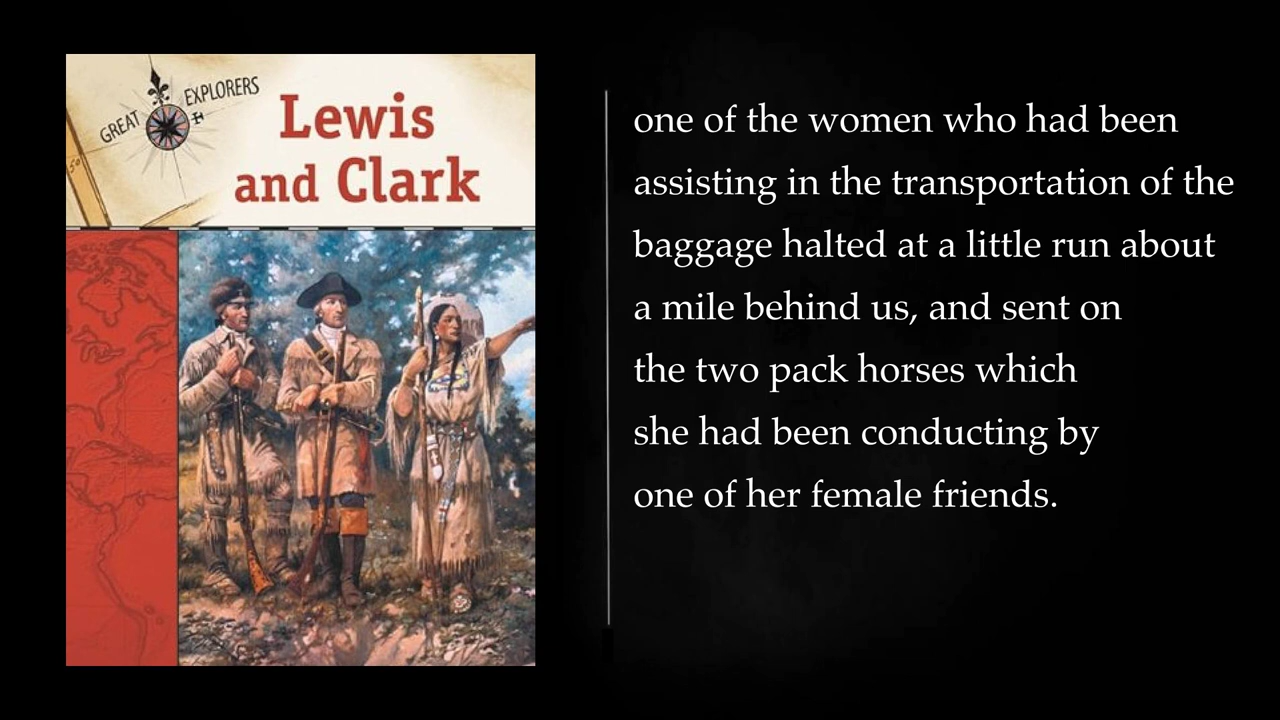 GREAT EXPLORERS
Lewis
and Clark
50
one of the women who had been
assisting in the transportation of the
baggage halted at a little run about
a mile behind us, and sent on
the two pack horses which
she had been conducting by
one of her female friends.